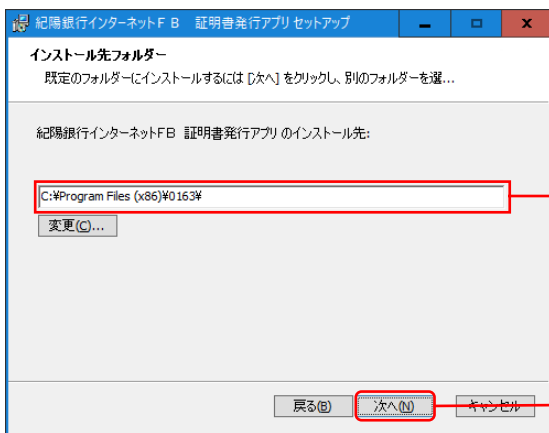 紀陽銀行インターネットFB　証明書発行アプリ セットアップ
インストール先フォルダー
既定のフォルダーにインストールするには [次へ] をクリックし、別のフォルダーを選...
紀陽銀行インターネットFB 証明書発行アプリ のインストール先:
C:¥Program Files (x86)¥0163¥
変更(C)...
戻る(B)
次へ(N)
キャンセル